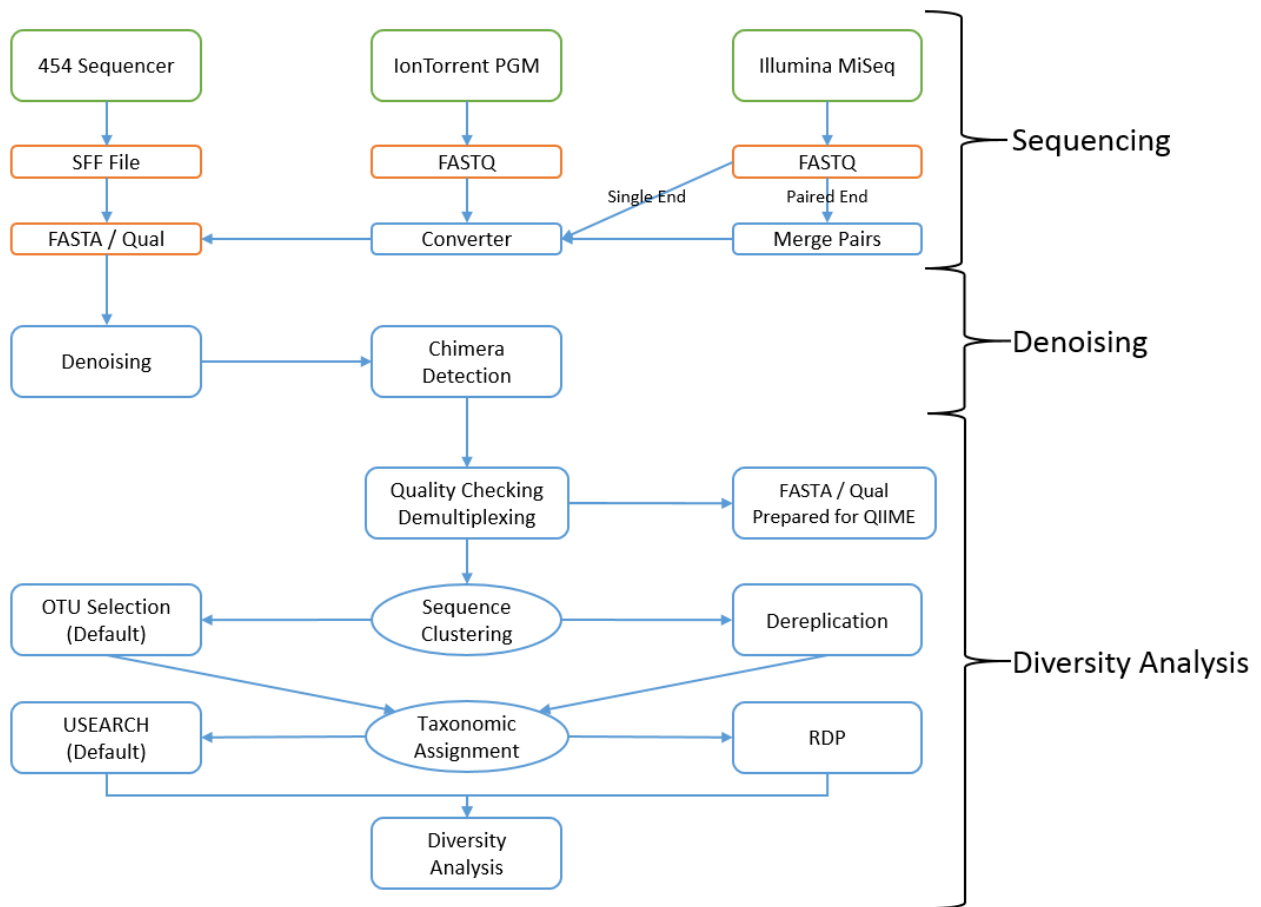 454 Sequencer
IonTorrent PGM
Illumina MiSeq
Sequencing
SFF File
FASTQ
FASTQ
Single End
Paired End
FASTA / Qual
Converter
Merge Pairs
Denoising
Chimera
Detection
Denoising
Quality Checking
Demultiplexing
FASTA / Qual
Prepared for QIIME
OTU Selection
(Default)
Sequence
Clustering
Dereplication
Diversity Analysis
USEARCH
(Default)
Taxonomic
Assignment
RDP
Diversity
Analysis